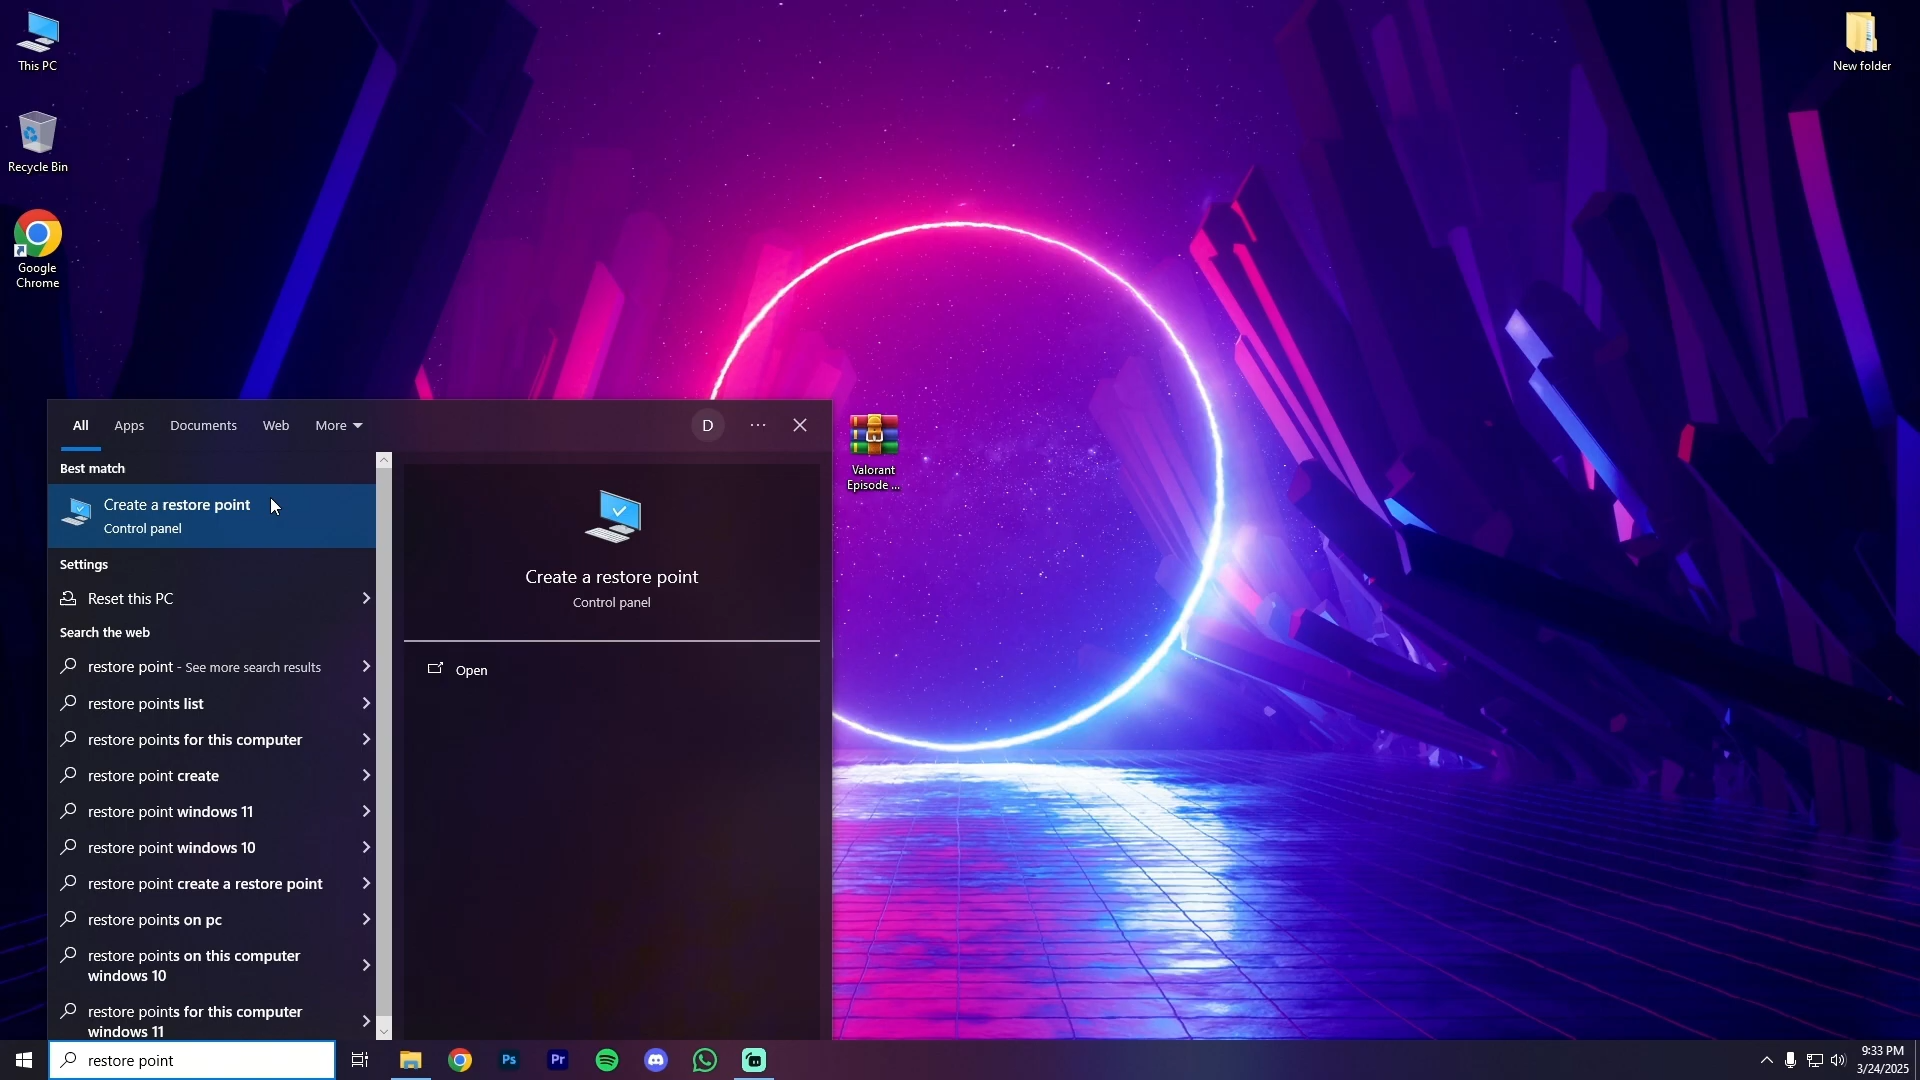 This PC
Recycle Bin
Google
Chrome
New folder
Valorant
Episode ...
All
Apps
Documents
Web
More
D
Best match
Create a restore point
Control panel
Settings
Reset this PC
Search the web
restore point - See more search results
restore points list
restore points for this computer
restore point create
restore point windows 11
restore point windows 10
restore point create a restore point
restore points on pc
restore points on this computer
windows 10
restore points for this computer
windows 11
Create a restore point
Control panel
Open
restore point
Ps
Pr
9:33 PM
3/24/2025